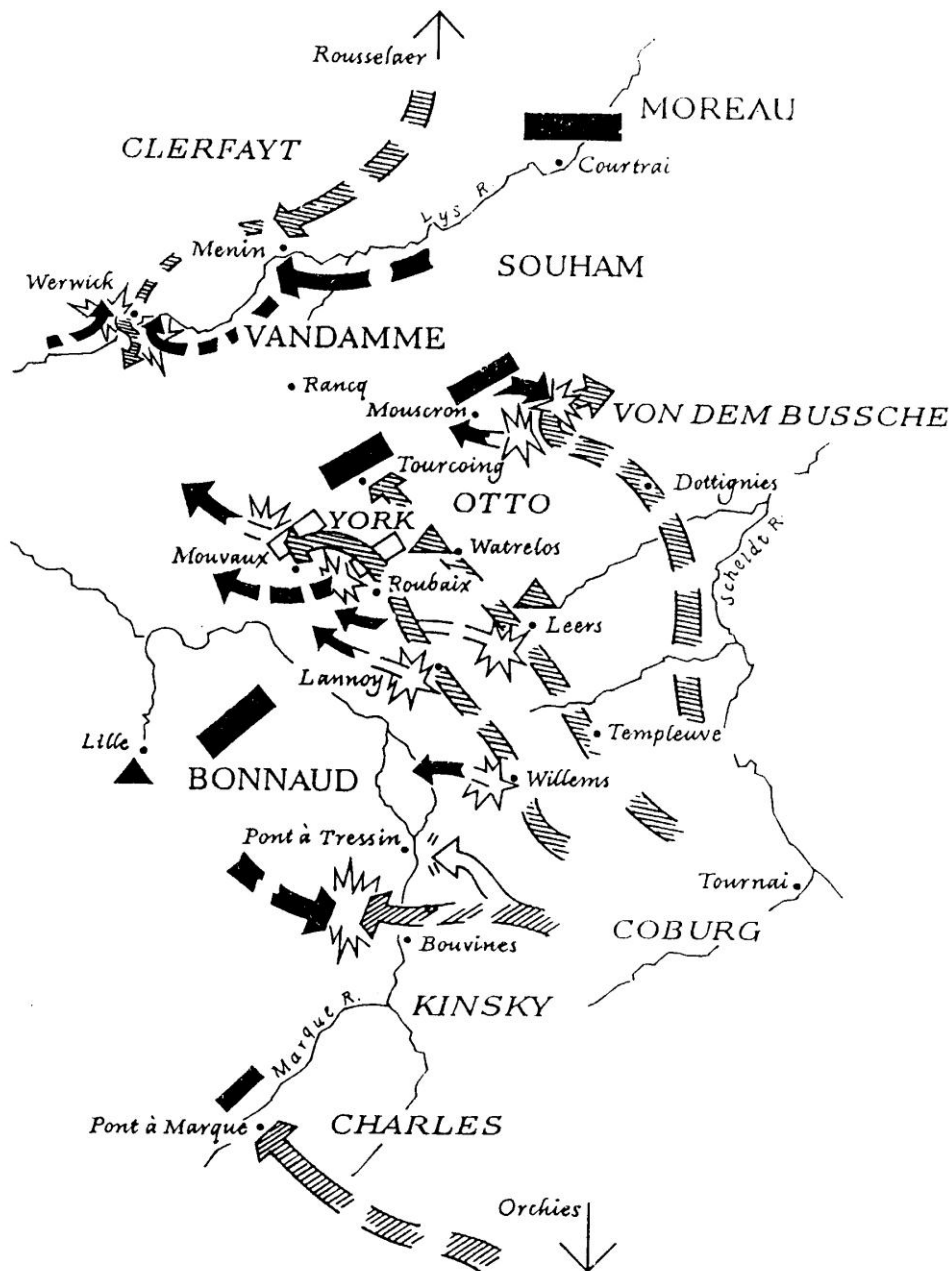 Rousselaer
MOREAU
CLERFAYT
Courtrai
Lys R.
Menin
SOUHAM
Werwick
VANDAMME
Rancq
Mouscron
VON DEM BUSSCHE
Tourcoing
OTTO
Dottignies
YORK
Watrelos
Scheldt R.
Mouvaux
Roubaix
Leers
Lannoy
Lille
Templeuve
BONNAUD
Willems
Pont à Tressin
Tournai
COBURG
Bouvines
KINSKY
Marque R.
Pont à Marque
CHARLES
Orchies